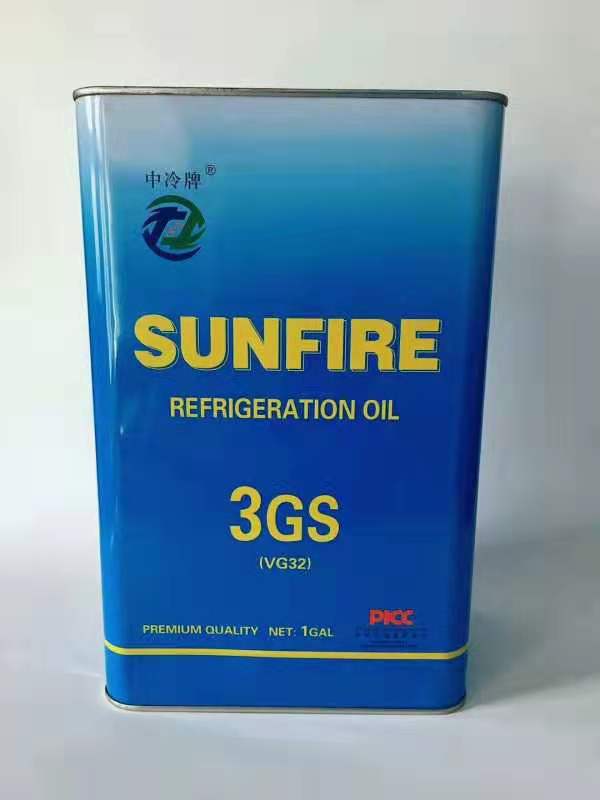 中冷牌®
SUNFIRE
REFRIGERATION OIL
3GS
(VG32)
PREMIUM QUALITY NET: 1GAL
PICC